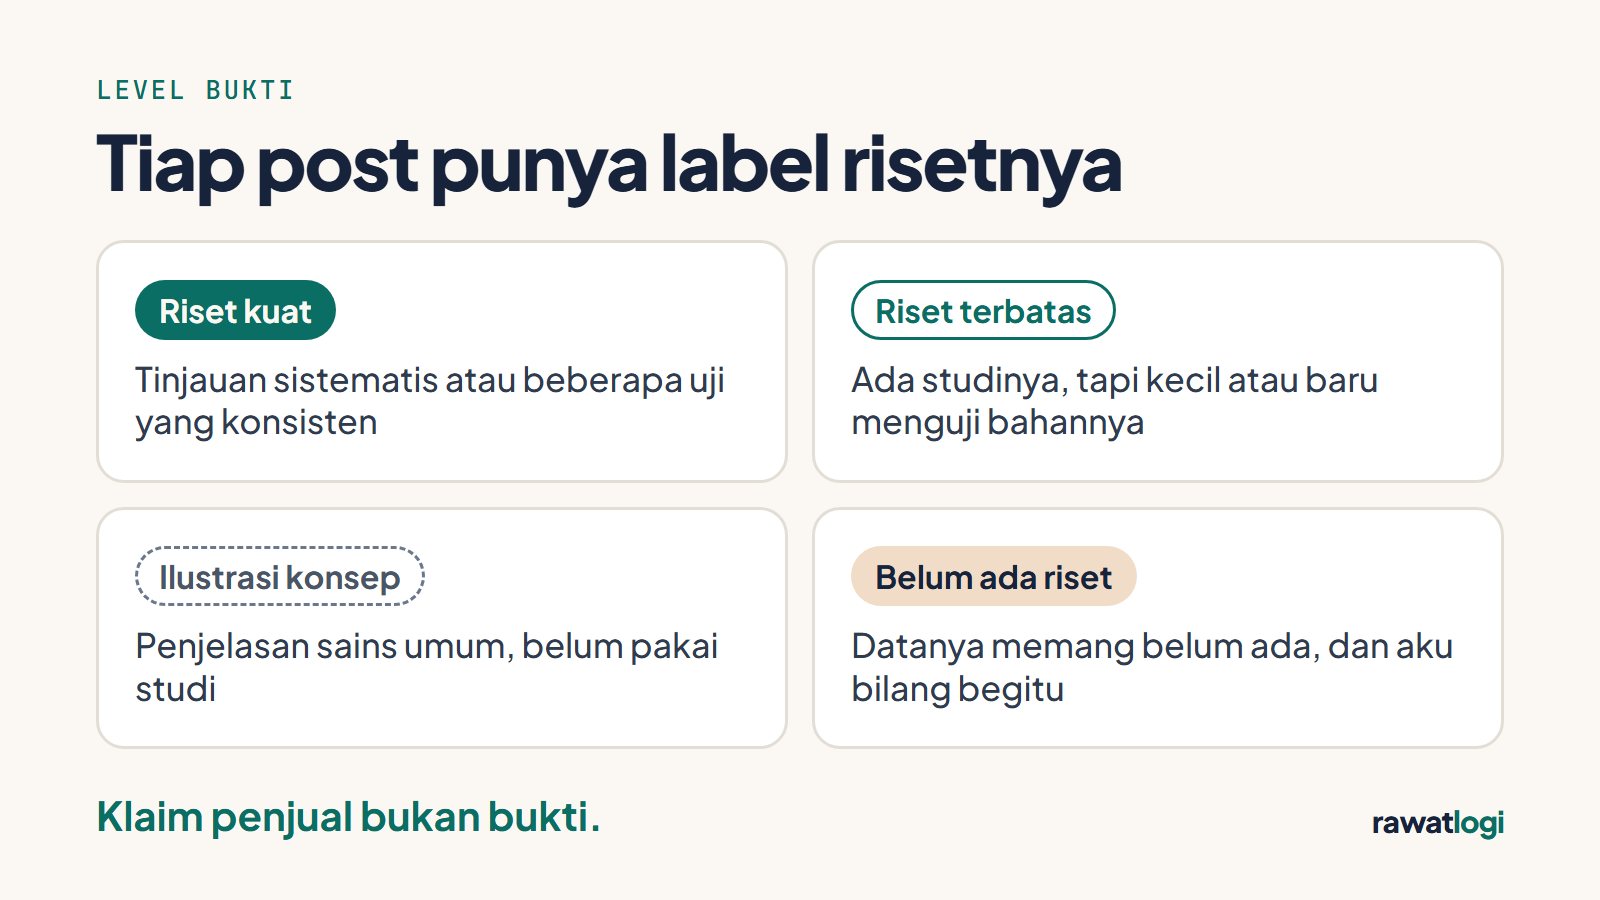 LEVEL BUKTI
Tiap post punya label risetnya
Riset kuat
Tinjauan sistematis atau beberapa uji
yang konsisten
Riset terbatas
Ada studinya, tapi kecil atau baru
menguji bahannya
Ilustrasi konsep
Penjelasan sains umum, belum pakai
studi
Belum ada riset
Datanya memang belum ada, dan aku
bilang begitu
Klaim penjual bukan bukti.
rawatlogi